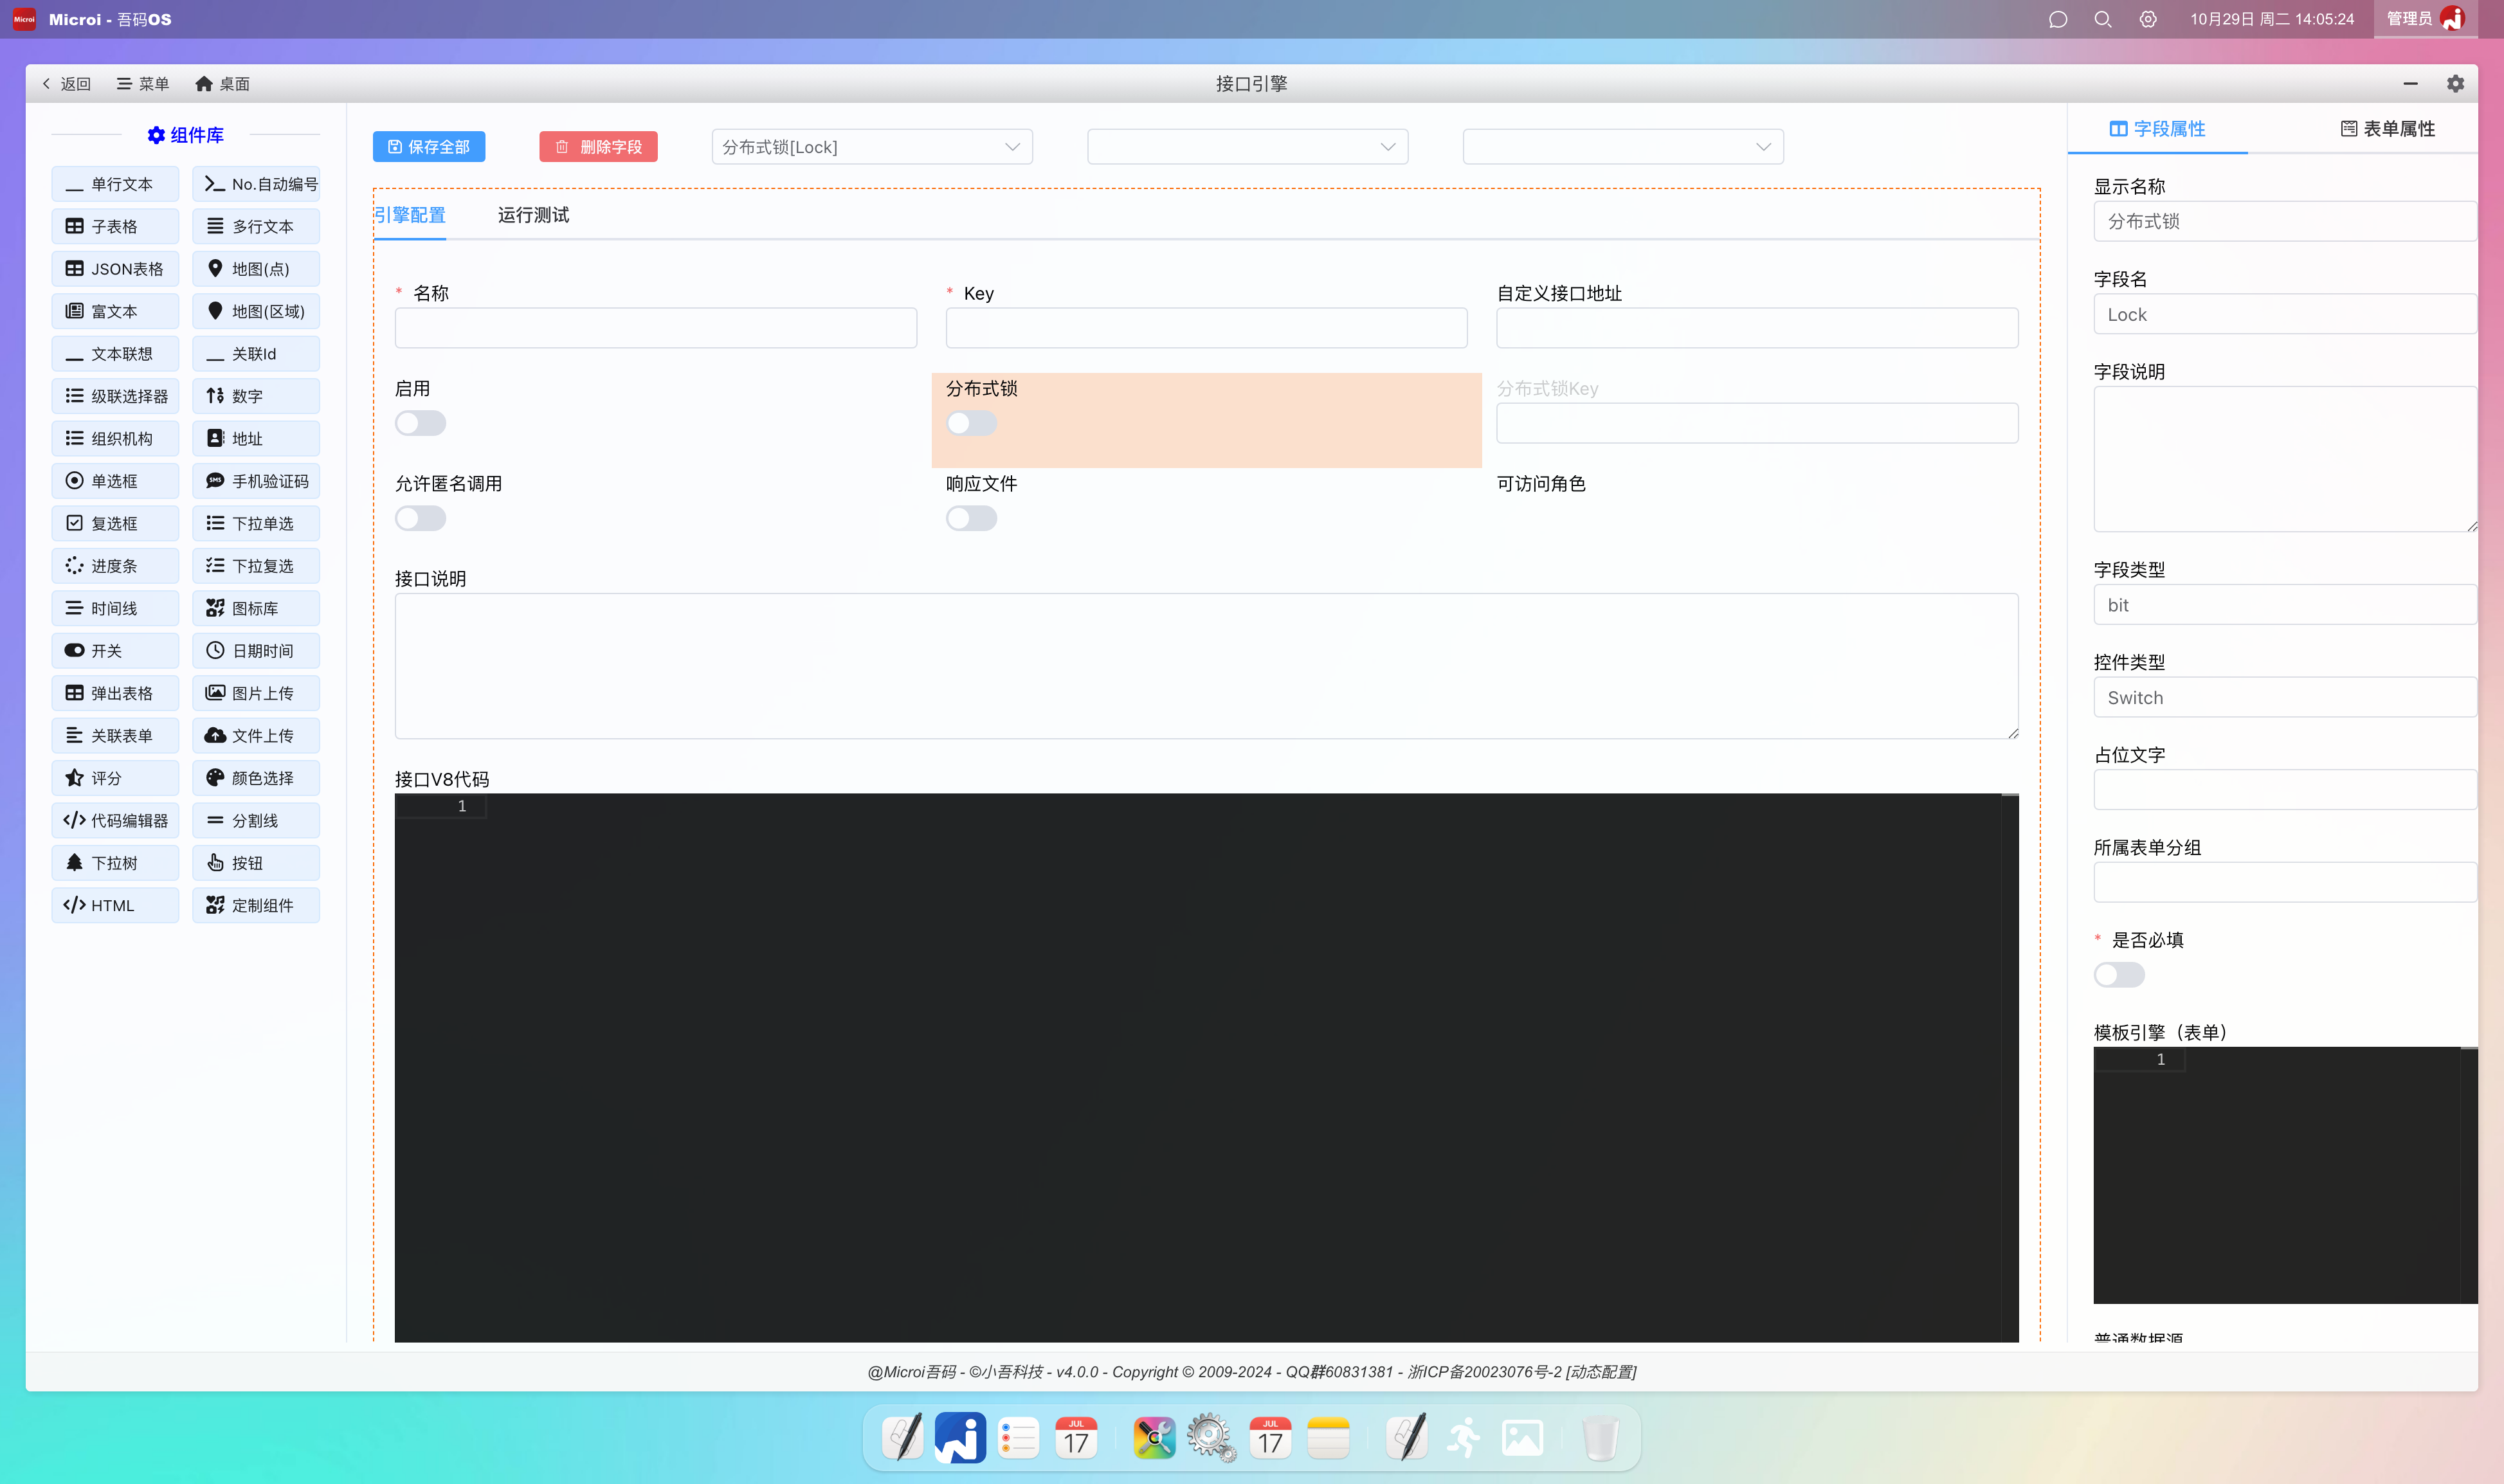 Microi
Microi - 吾码OS
10月29日 周二 14:05:24
管理员
返回
菜单
桌面
接口引擎
组件库
单行文本
No.自动编号
子表格
多行文本
JSON表格
地图(点)
富文本
地图(区域)
文本联想
关联Id
级联选择器
数字
组织机构
地址
单选框
SMS
手机验证码
复选框
下拉单选
进度条
下拉复选
时间线
图标库
开关
日期时间
弹出表格
图片上传
关联表单
文件上传
评分
颜色选择
代码编辑器
分割线
下拉树
按钮
HTML
定制组件
保存全部
删除字段
分布式锁[Lock]
引擎配置
运行测试
* 名称
* Key
自定义接口地址
启用
分布式锁
分布式锁Key
允许匿名调用
响应文件
可访问角色
接口说明
接口V8代码
1
字段属性
表单属性
显示名称
分布式锁
字段名
Lock
字段说明
字段类型
bit
控件类型
Switch
占位文字
所属表单分组
* 是否必填
模板引擎（表单）
1
普通数据源
@Microi吾码 - ©小吾科技 - v4.0.0 - Copyright © 2009-2024 - QQ群60831381 - 浙ICP备20023076号-2 [动态配置]
JUL
17
JUL
17